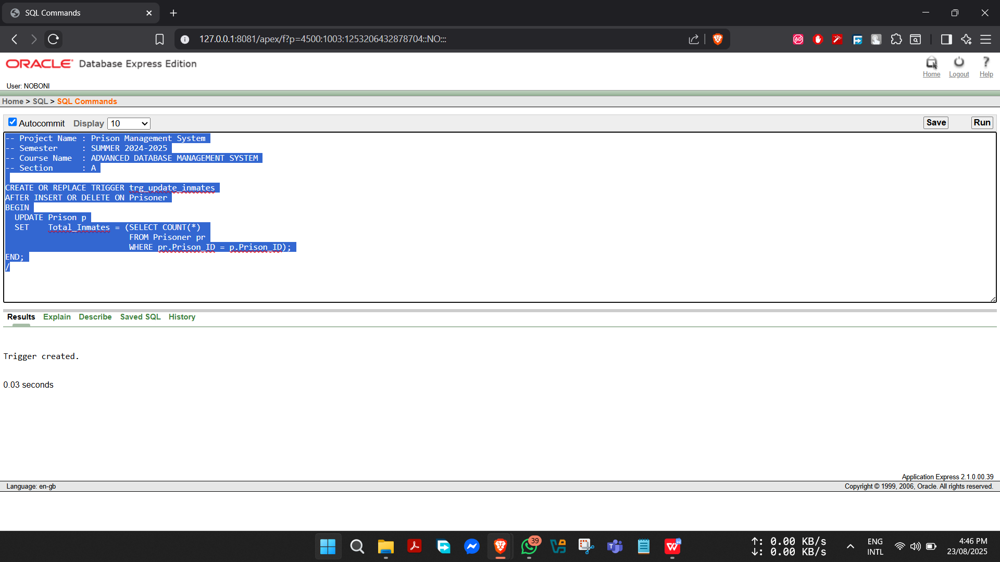 SQL Commands
127.0.0.1:8081/apex/f?p=4500:1003:1253206432878704::NO:::
ORACLE Database Express Edition
Home Logout Help
User: NOBONI
Home > SQL > SQL Commands
Autocommit Display 10 Save Run
-- Project Name : Prison Management System
-- Semester     : SUMMER 2024-2025
-- Course Name  : ADVANCED DATABASE MANAGEMENT SYSTEM
-- Section      : A
CREATE OR REPLACE TRIGGER trg_update_inmates
AFTER INSERT OR DELETE ON Prisoner
BEGIN
  UPDATE Prison p
  SET    Total_Inmates = (SELECT COUNT(*)
                          FROM Prisoner pr
                          WHERE pr.Prison_ID = p.Prison_ID);
END;
/
Results Explain Describe Saved SQL History
Trigger created.
0.03 seconds
Application Express 2.1.0.00.39
Language: en-gb Copyright © 1999, 2006, Oracle. All rights reserved.
39
↑: 0.00 KB/s
↓: 0.00 KB/s
ENG
INTL
4:46 PM
23/08/2025